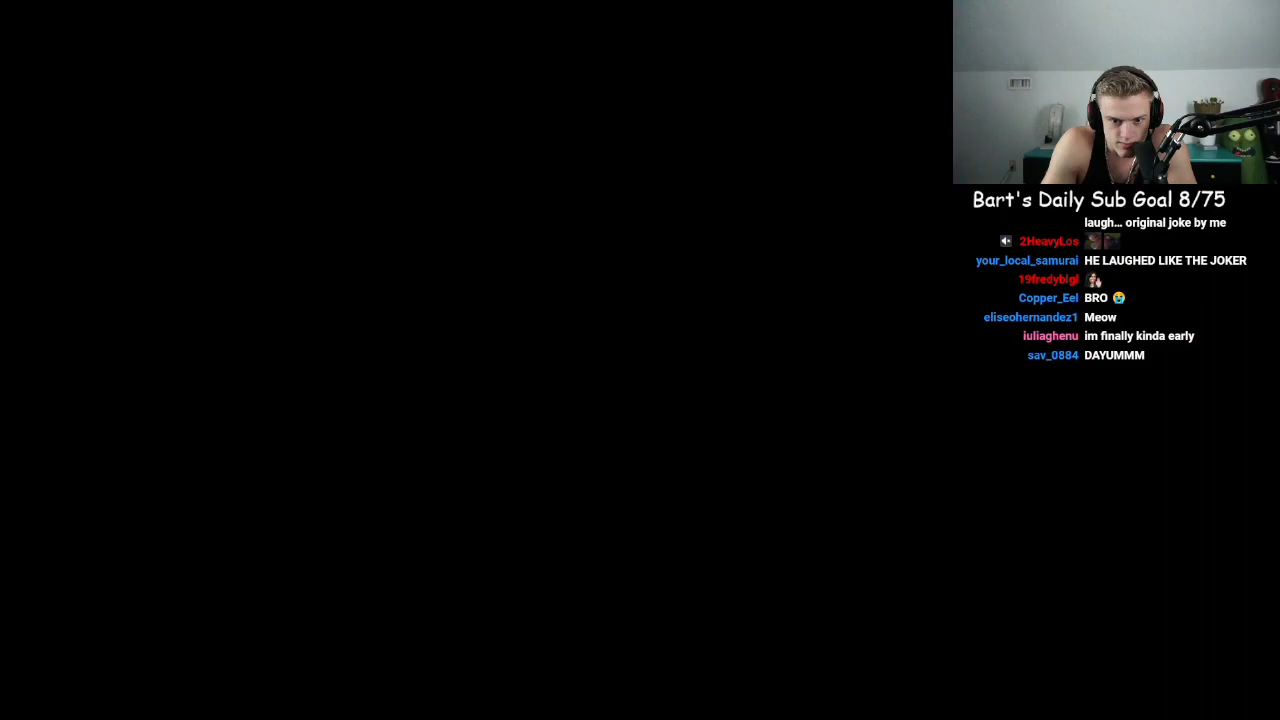 Bart's Daily Sub Goal 8/75
laugh... original joke by me
2HeavyLos
your_local_samurai HE LAUGHED LIKE THE JOKER
19fredybigl
Copper_Eel BRO 😭
eliseohernandez1 Meow
iuliaghenu im finally kinda early
sav_0884 DAYUMMM